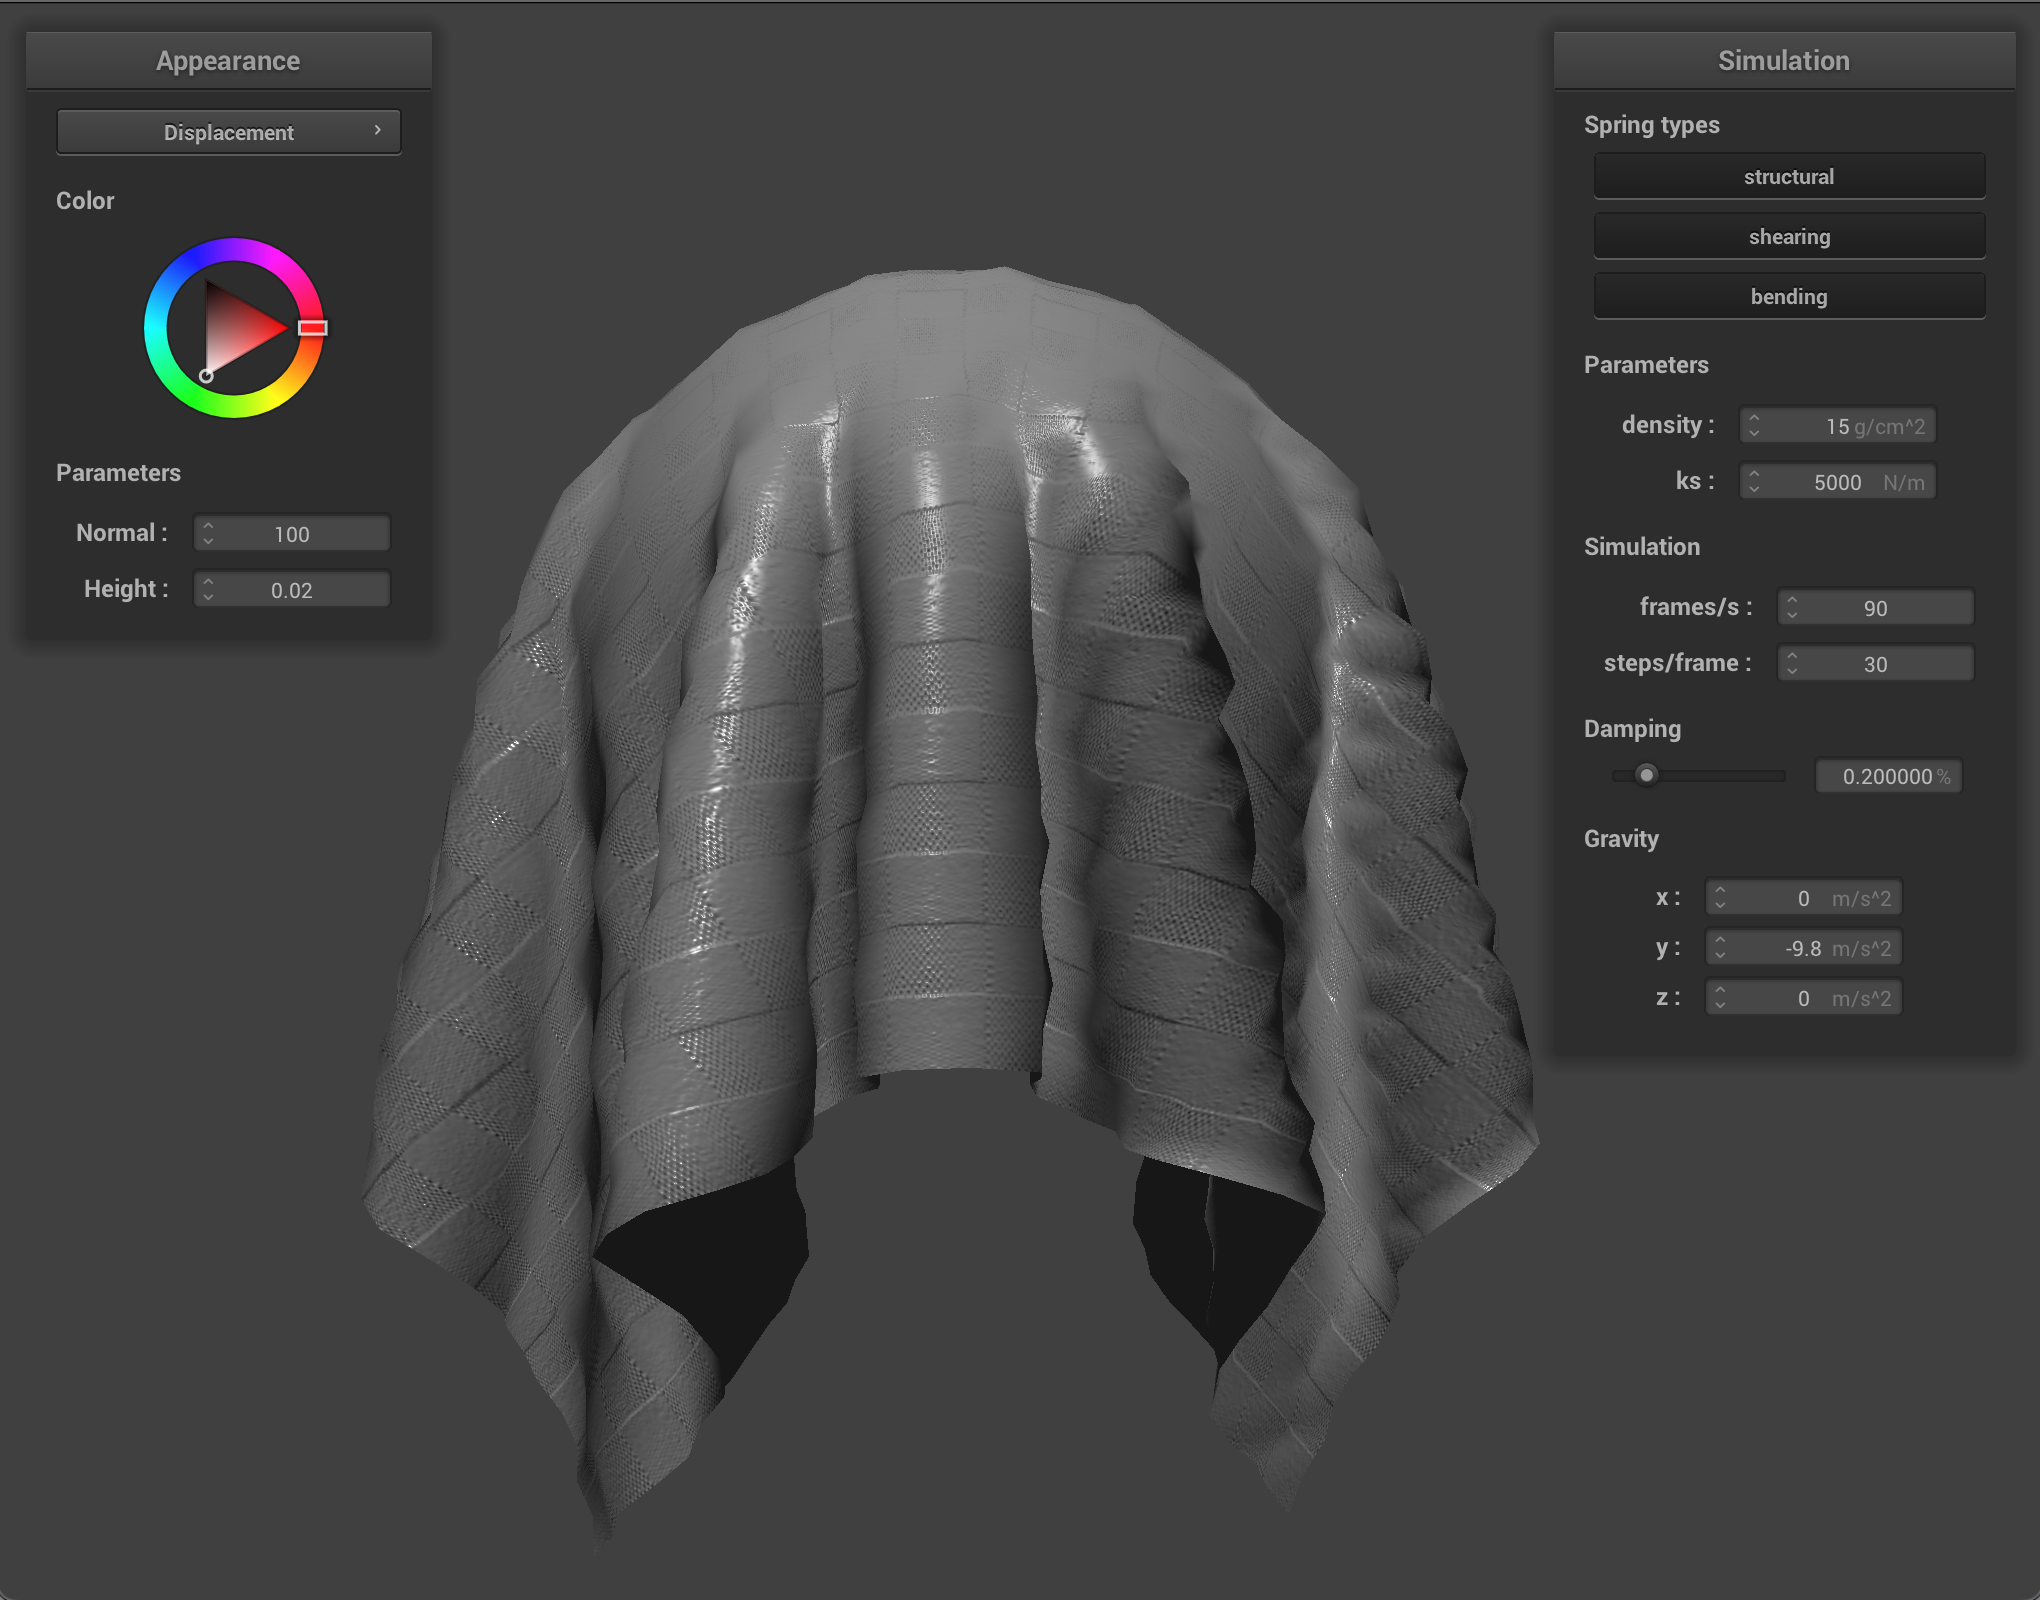 Appearance
Displacement
Color
Parameters
Normal : 100
Height : 0.02
Simulation
Spring types
structural
shearing
bending
Parameters
density : 15 g/cm^2
ks : 5000 N/m
Simulation
frames/s : 90
steps/frame : 30
Damping
0.200000 %
Gravity
x : 0 m/s^2
y : -9.8 m/s^2
z : 0 m/s^2